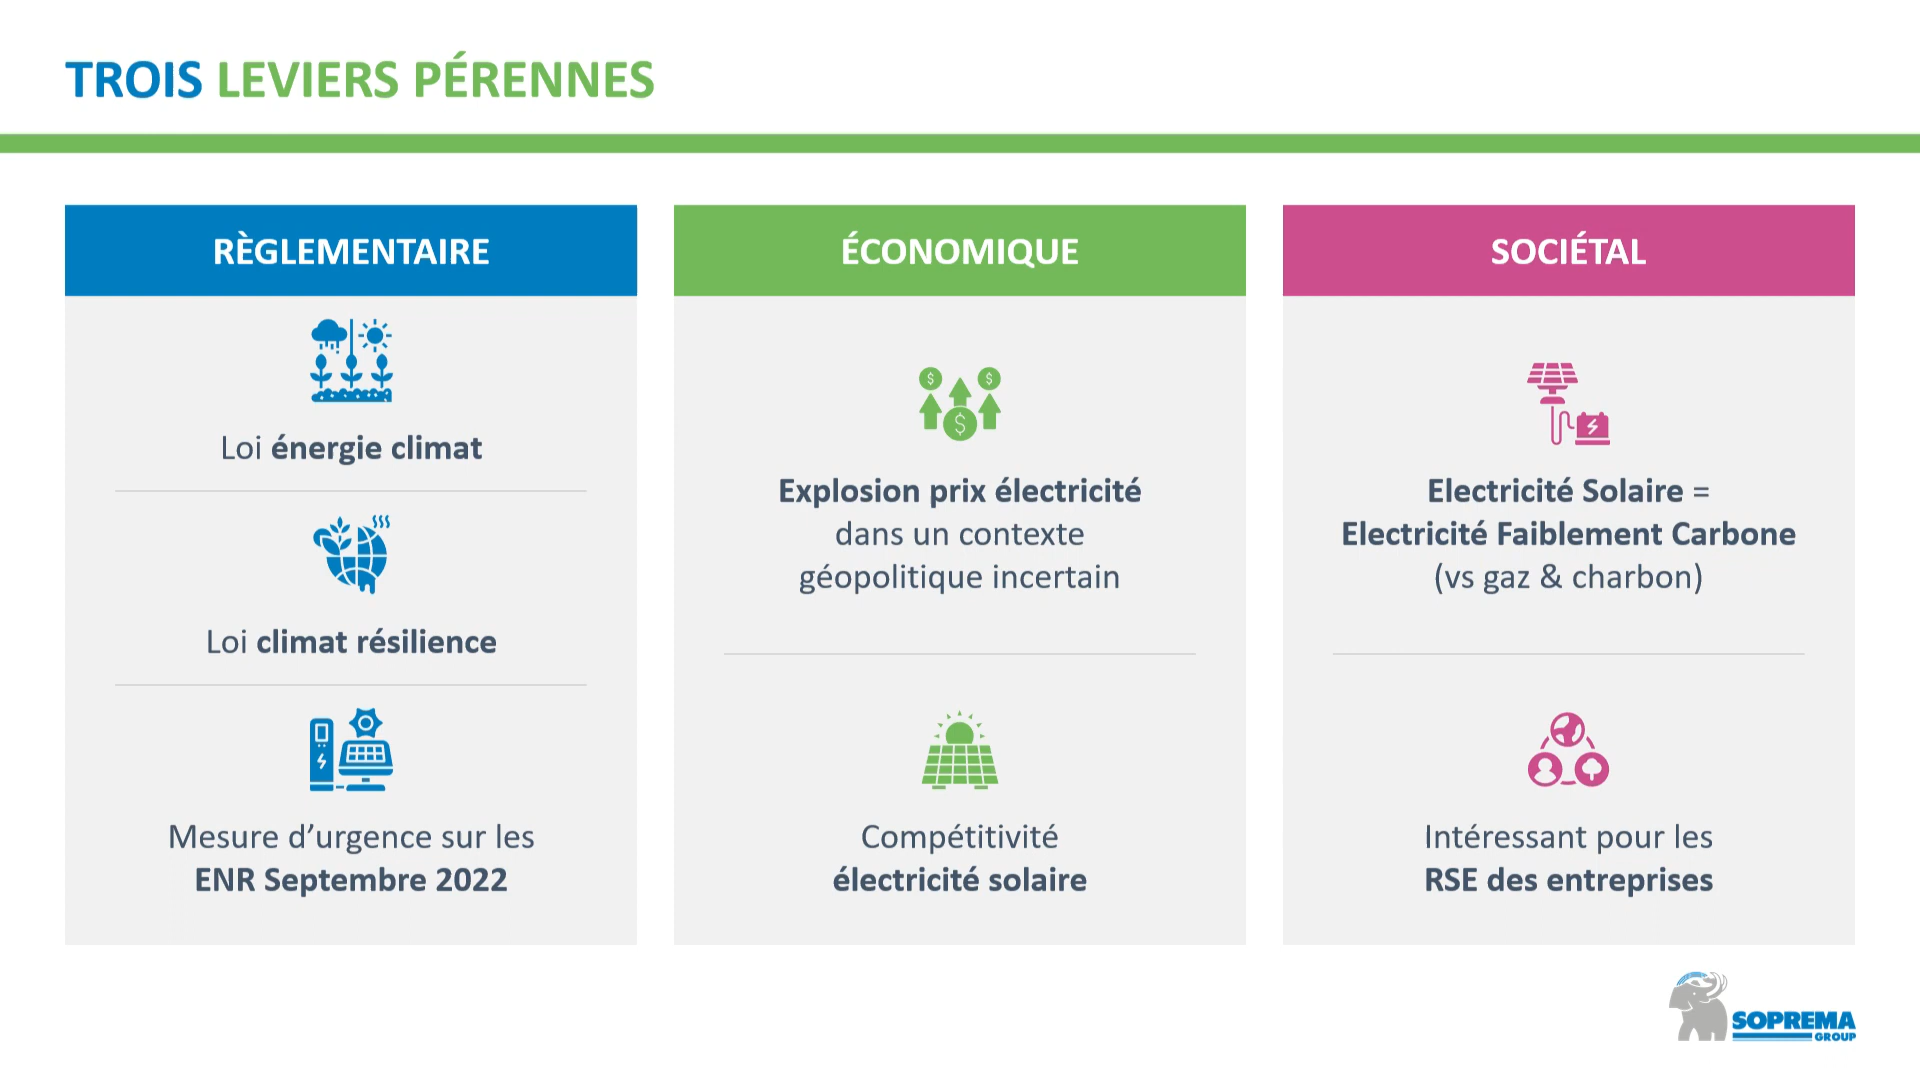 TROIS LEVIERS PÉRENNES
RÈGLEMENTAIRE
Loi énergie climat
Loi climat résilience
Mesure d’urgence sur les
ENR Septembre 2022
ÉCONOMIQUE
$ $
$
Explosion prix électricité
dans un contexte
géopolitique incertain
Compétitivité
électricité solaire
SOCIÉTAL
Electricité Solaire =
Electricité Faiblement Carbone
(vs gaz & charbon)
Intéressant pour les
RSE des entreprises
SOPREMA
GROUP